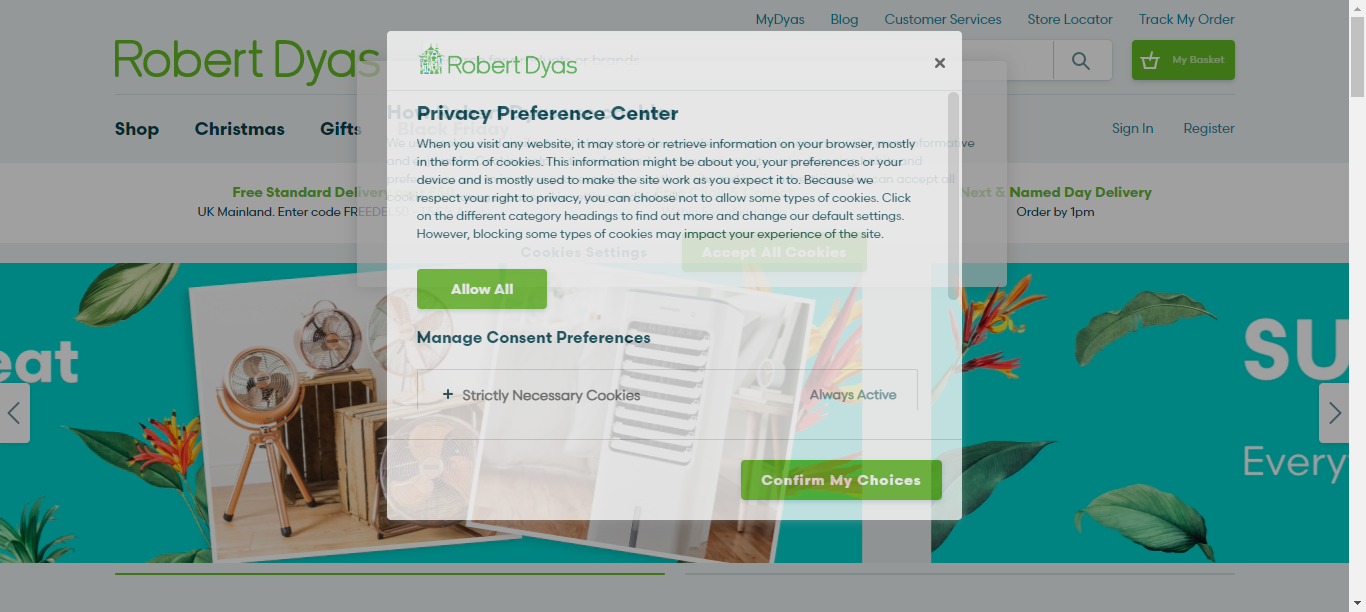 MyDyas Blog Customer Services Store Locator Track My Order
Robert Dyas
My Basket
Shop Christmas Gifts Black Friday
Sign In Register
Free Standard Delivery
UK Mainland. Enter code
Next & Named Day Delivery
Order by 1pm
Robert Dyas
Privacy Preference Center
When you visit any website, it may store or retrieve information on your browser, mostly
in the form of cookies. This information might be about you, your preferences or your
device and is mostly used to make the site work as you expect it to. Because we
respect your right to privacy, you can choose not to allow some types of cookies. Click
on the different category headings to find out more and change our default settings.
However, blocking some types of cookies may impact your experience of the site.
Cookies Settings Accept All Cookies
Allow All
Manage Consent Preferences
+ Strictly Necessary Cookies Always Active
Confirm My Choices
eat
SU
Every